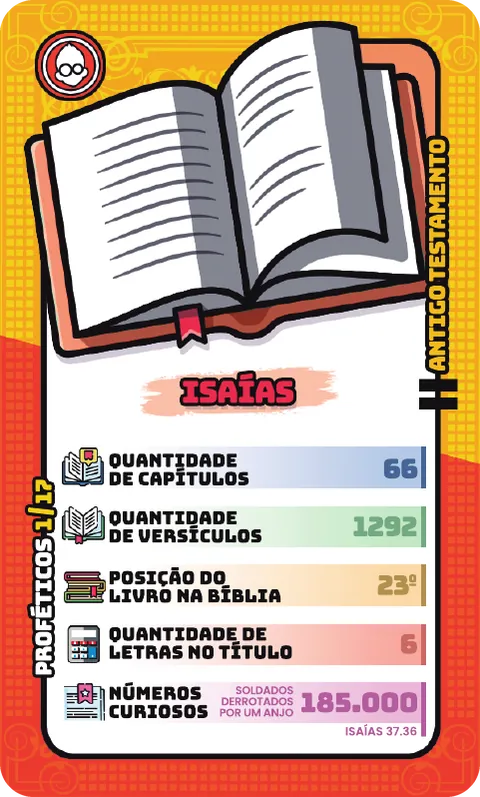 ANTIGO TESTAMENTO
ISAÍAS
PROFÉTICOS 1/17
QUANTIDADE
DE CAPÍTULOS
66
QUANTIDADE
DE VERSÍCULOS
1292
POSIÇÃO DO
LIVRO NA BÍBLIA
23º
QUANTIDADE DE
LETRAS NO TÍTULO
6
NÚMEROS
CURIOSOS
SOLDADOS
DERROTADOS
POR UM ANJO
185.000
ISAÍAS 37.36